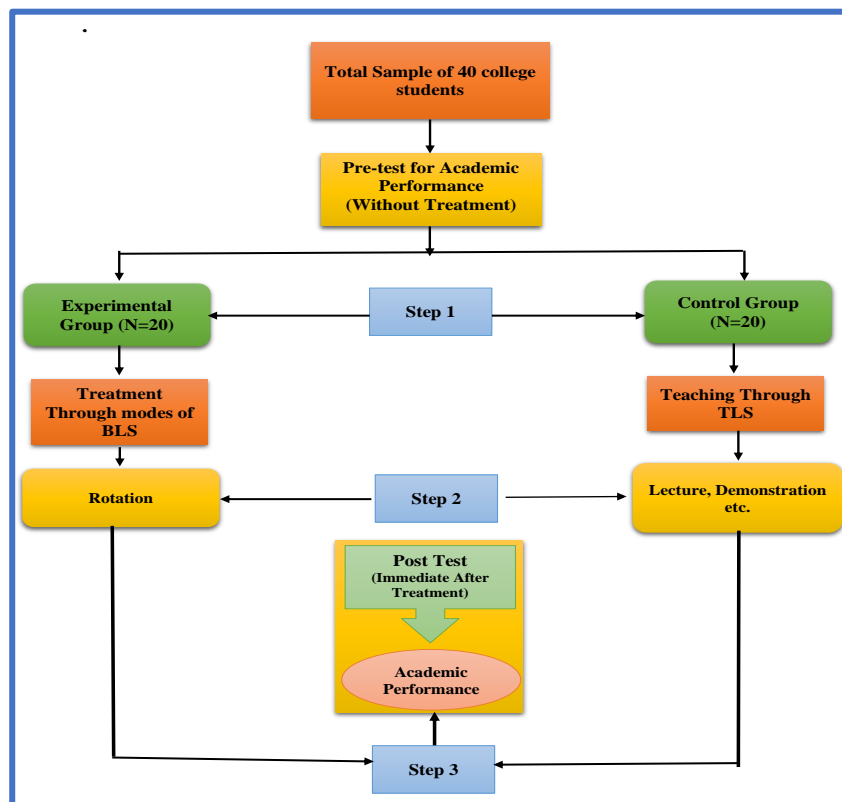 Total Sample of 40 college
students
Pre-test for Academic
Performance
(Without Treatment)
Experimental
Group (N=20)
Step 1
Control Group
(N=20)
Treatment
Through modes of
BLS
Teaching Through
TLS
Rotation
Step 2
Lecture, Demonstration
etc.
Post Test
(Immediate After
Treatment)
Academic
Performance
Step 3